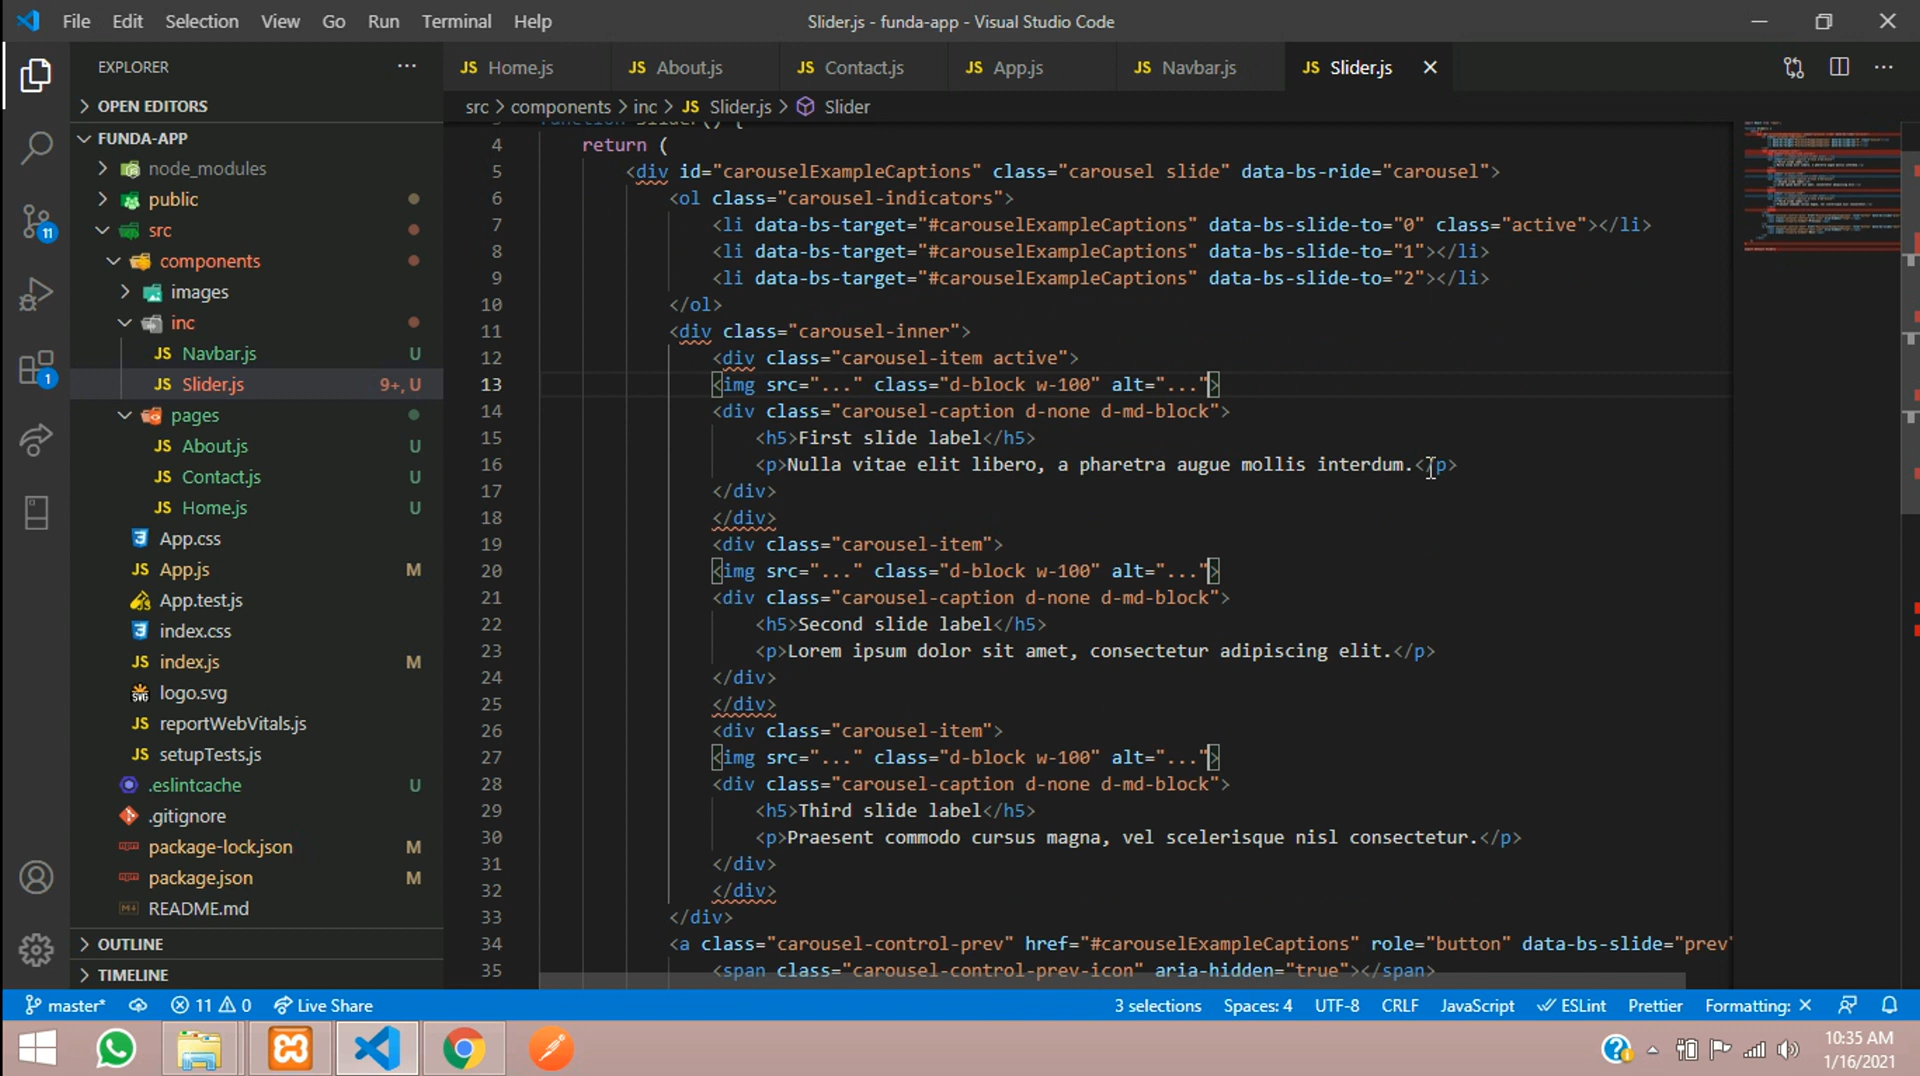 File Edit Selection View Go Run Terminal Help
Slider.js - funda-app - Visual Studio Code
EXPLORER
OPEN EDITORS
FUNDA-APP
node_modules
public
src
components
images
inc
JS Navbar.js U
JS Slider.js 9+, U
pages
JS About.js U
JS Contact.js U
JS Home.js U
App.css
JS App.js M
App.test.js
index.css
JS index.js M
logo.svg
JS reportWebVitals.js
JS setupTests.js
.eslintcache U
.gitignore
package-lock.json M
package.json M
README.md
OUTLINE
TIMELINE
11
1
JS Home.js JS About.js JS Contact.js JS App.js JS Navbar.js JS Slider.js
src > components > inc > JS Slider.js > Slider
4 return (
5 <div id="carouselExampleCaptions" class="carousel slide" data-bs-ride="carousel">
6 <ol class="carousel-indicators">
7 <li data-bs-target="#carouselExampleCaptions" data-bs-slide-to="0" class="active"></li>
8 <li data-bs-target="#carouselExampleCaptions" data-bs-slide-to="1"></li>
9 <li data-bs-target="#carouselExampleCaptions" data-bs-slide-to="2"></li>
10 </ol>
11 <div class="carousel-inner">
12 <div class="carousel-item active">
13 <img src="..." class="d-block w-100" alt="...">
14 <div class="carousel-caption d-none d-md-block">
15 <h5>First slide label</h5>
16 <p>Nulla vitae elit libero, a pharetra augue mollis interdum.</p>
17 </div>
18 </div>
19 <div class="carousel-item">
20 <img src="..." class="d-block w-100" alt="...">
21 <div class="carousel-caption d-none d-md-block">
22 <h5>Second slide label</h5>
23 <p>Lorem ipsum dolor sit amet, consectetur adipiscing elit.</p>
24 </div>
25 </div>
26 <div class="carousel-item">
27 <img src="..." class="d-block w-100" alt="...">
28 <div class="carousel-caption d-none d-md-block">
29 <h5>Third slide label</h5>
30 <p>Praesent commodo cursus magna, vel scelerisque nisl consectetur.</p>
31 </div>
32 </div>
33 </div>
34 <a class="carousel-control-prev" href="#carouselExampleCaptions" role="button" data-bs-slide="prev"
35 <span class="carousel-control-prev-icon" aria-hidden="true"></span>
master* 11 0 Live Share 3 selections Spaces: 4 UTF-8 CRLF JavaScript ESLint Prettier Formatting: ×
10:35 AM
1/16/2021